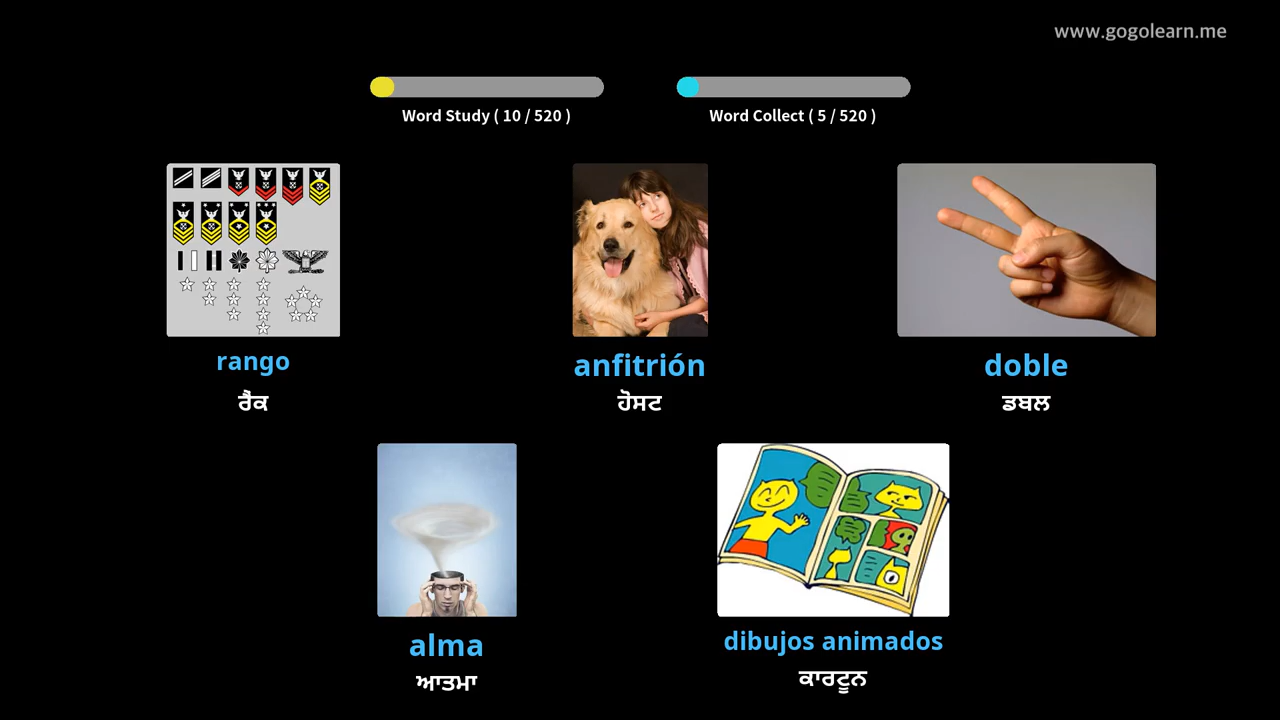 www.gogolearn.me
Word Study ( 10 / 520 )
Word Collect ( 5 / 520 )
rango
ਰੈਂਕ
anfitrión
ਹੋਸਟ
doble
ਡਬਲ
alma
ਆਤਮਾ
dibujos animados
ਕਾਰਟੂਨ